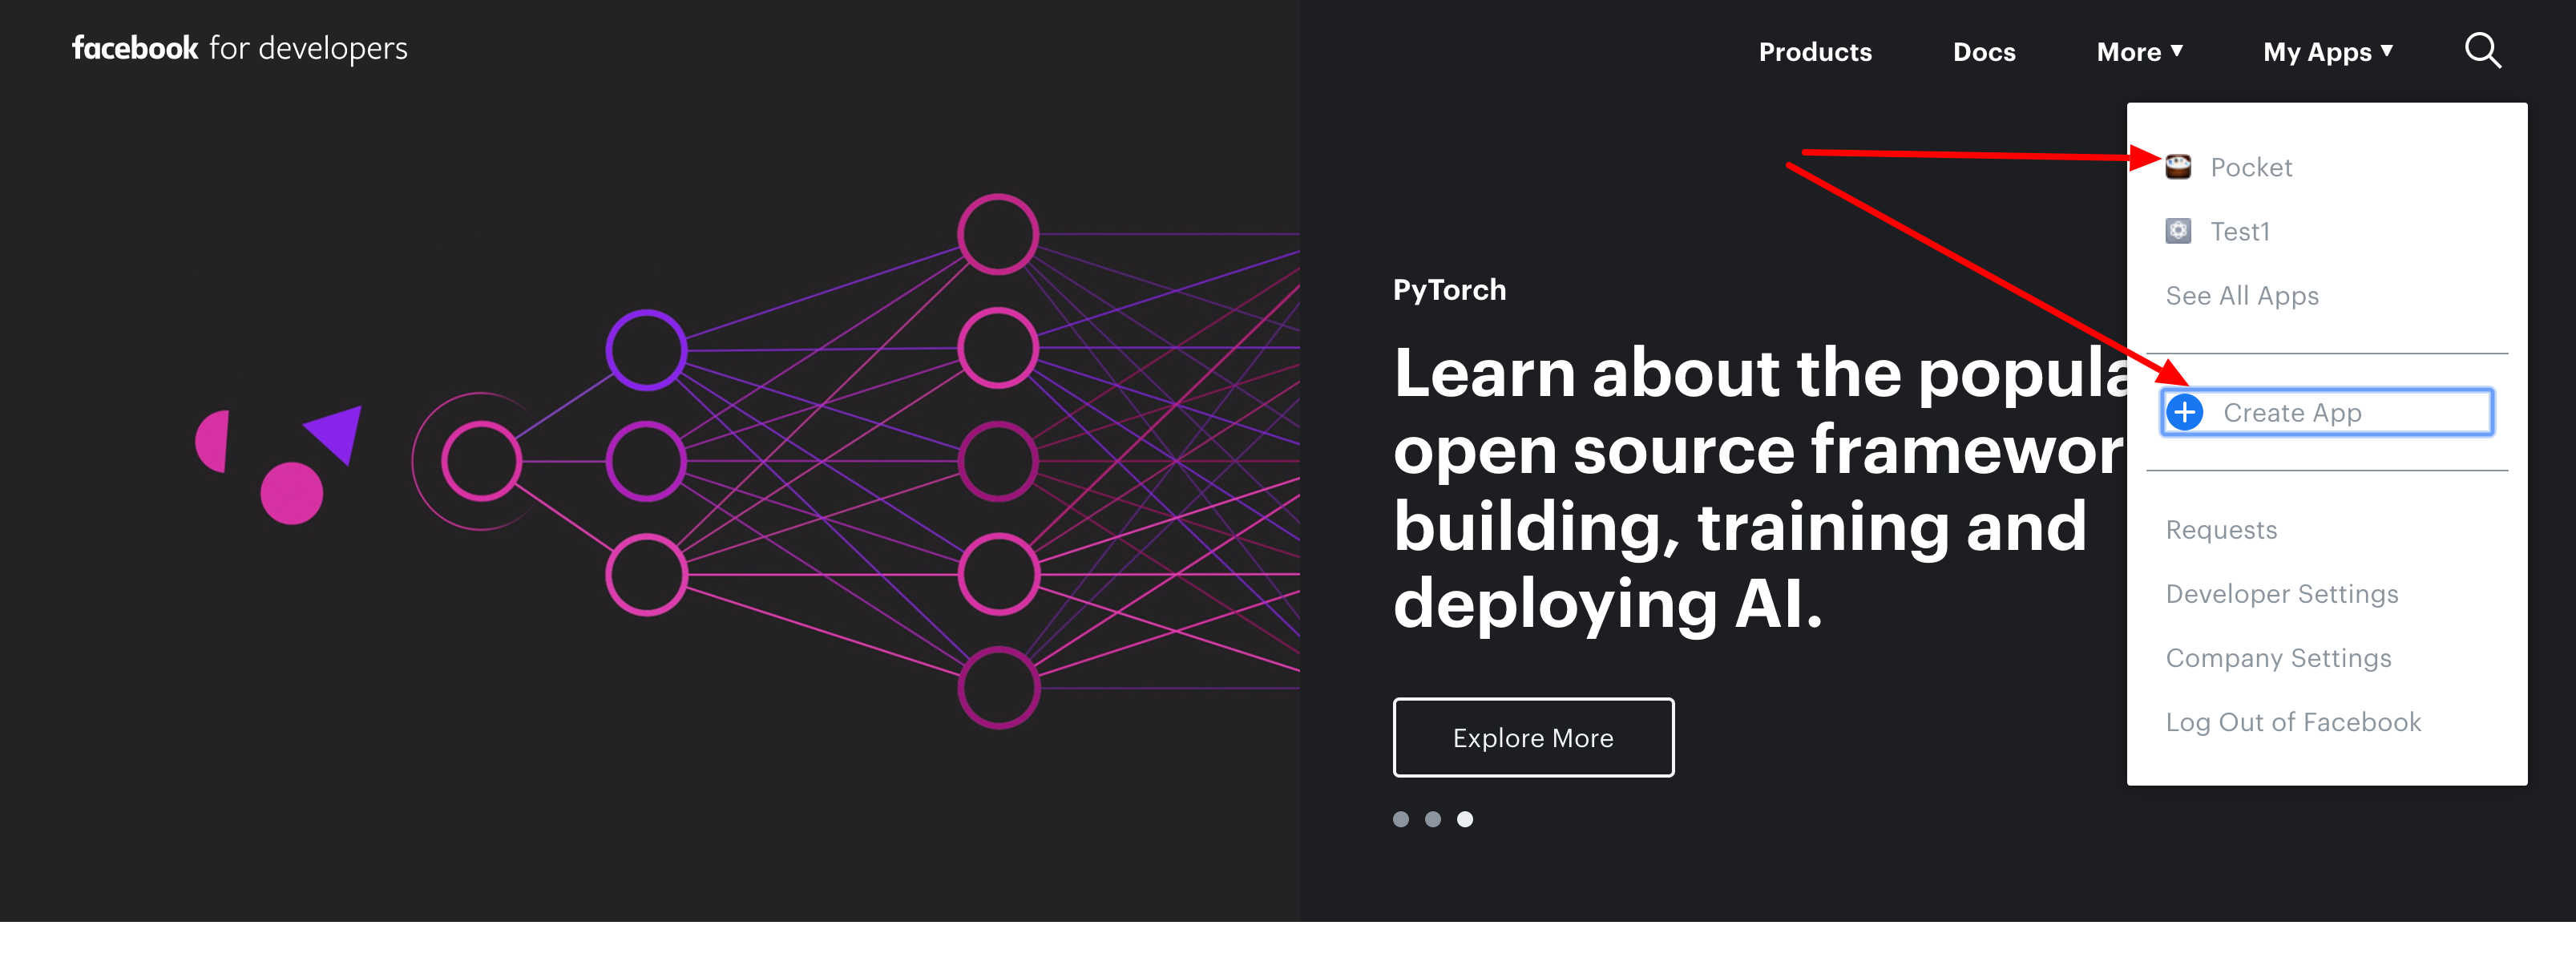 facebook for developers
Products
Docs
More
My Apps
Pocket
Test1
See All Apps
Create App
Requests
Developer Settings
Company Settings
Log Out of Facebook
PyTorch
Learn about the popula
open source framewor
building, training and
deploying AI.
Explore More